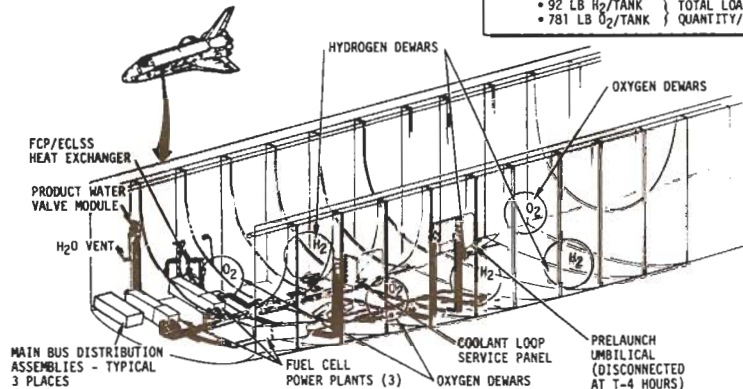 • 92 LB H2/TANK } TOTAL LOA
• 781 LB O2/TANK } QUANTITY/
HYDROGEN DEWARS
OXYGEN DEWARS
FCP/ECLSS
HEAT EXCHANGER
PRODUCT WATER
VALVE MODULE
H2O VENT
O2
H2
O2
H2
H2
O2
MAIN BUS DISTRIBUTION
ASSEMBLIES - TYPICAL
3 PLACES
FUEL CELL
POWER PLANTS (3)
OXYGEN DEWARS
COOLANT LOOP
SERVICE PANEL
PRELAUNCH
UMBILICAL
(DISCONNECTED
AT T-4 HOURS)